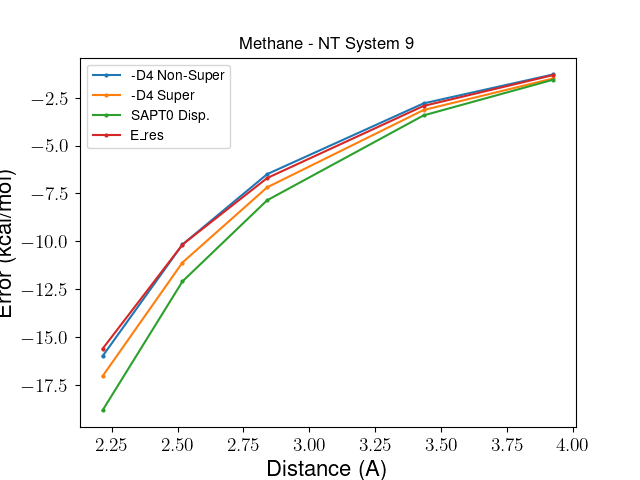 Methane - NT System 9
-D4 Non-Super
-D4 Super
SAPT0 Disp.
E_res
−2.5
−5.0
−7.5
−10.0
−12.5
−15.0
−17.5
Error (kcal/mol)
2.25 2.50 2.75 3.00 3.25 3.50 3.75 4.00
Distance (A)